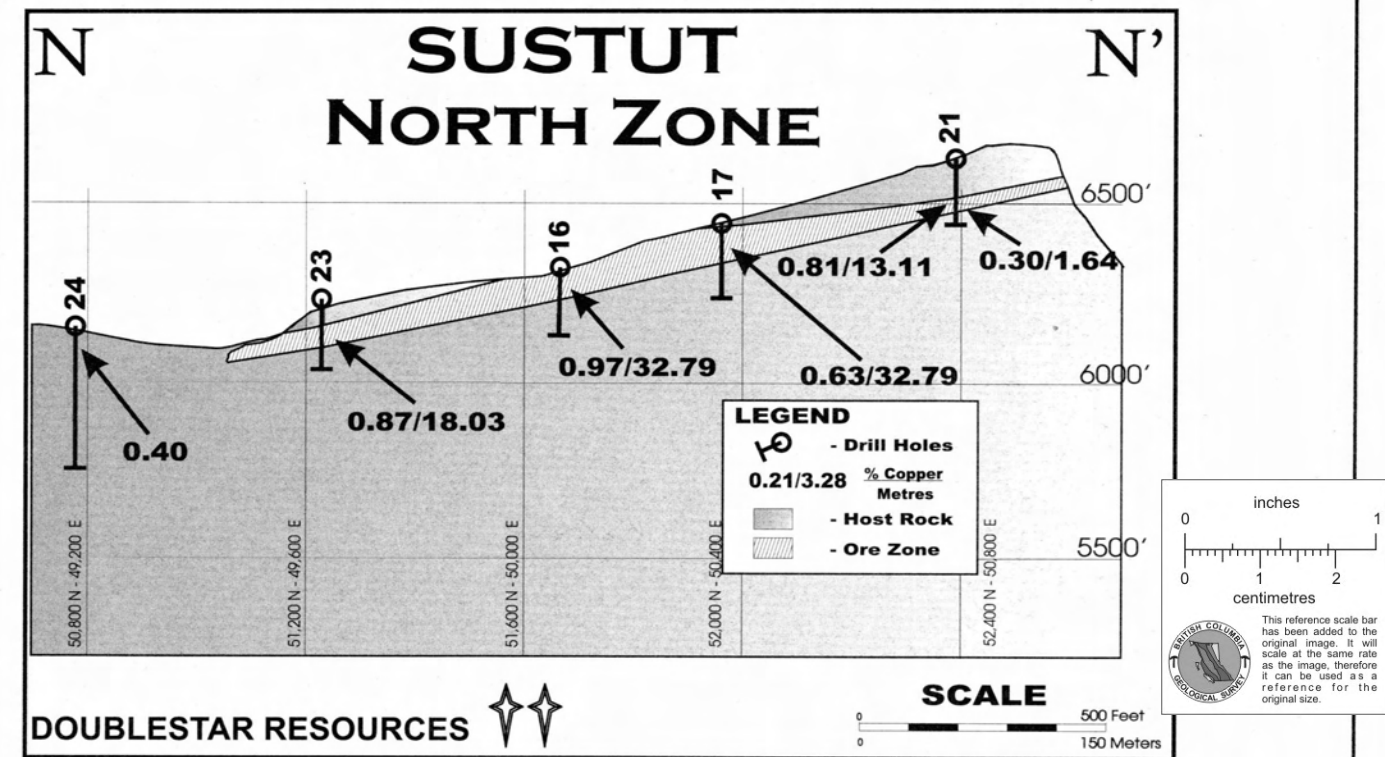 N
SUSTUT
NORTH ZONE
N'
21
17
16
23
24
6500'
0.81/13.11
0.30/1.64
0.97/32.79
0.63/32.79
6000'
0.87/18.03
0.40
LEGEND
- Drill Holes
0.21/3.28 % Copper
Metres
- Host Rock
- Ore Zone
5500'
50,800 N - 49,200 E
51,200 N - 49,600 E
51,600 N - 50,000 E
52,000 N - 50,400 E
52,400 N - 50,800 E
DOUBLESTAR RESOURCES
SCALE
0 500 Feet
0 150 Meters
inches
0 1
0 1 2
centimetres
BRITISH COLUMBIA
GEOLOGICAL SURVEY
This reference scale bar
has been added to the
original image. It will
scale at the same rate
as the image, therefore
it can be used as a
reference for the
original size.